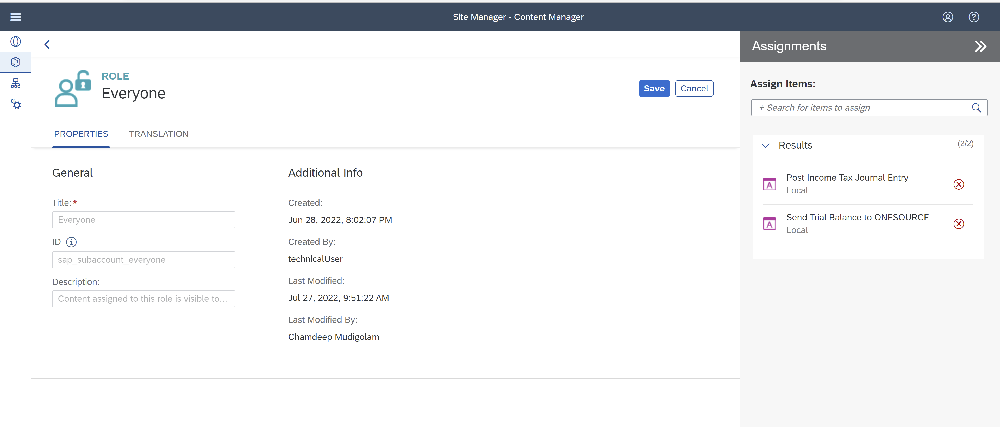 Site Manager - Content Manager
ROLE
Everyone
Save
Cancel
PROPERTIES
TRANSLATION
General
Title:*
Everyone
ID
sap_subaccount_everyone
Description:
Content assigned to this role is visible to...
Additional Info
Created:
Jun 28, 2022, 8:02:07 PM
Created By:
technicalUser
Last Modified:
Jul 27, 2022, 9:51:22 AM
Last Modified By:
Chamdeep Mudigolam
Assignments
Assign Items:
+ Search for items to assign
Results
(2/2)
A
Post Income Tax Journal Entry
Local
A
Send Trial Balance to ONESOURCE
Local